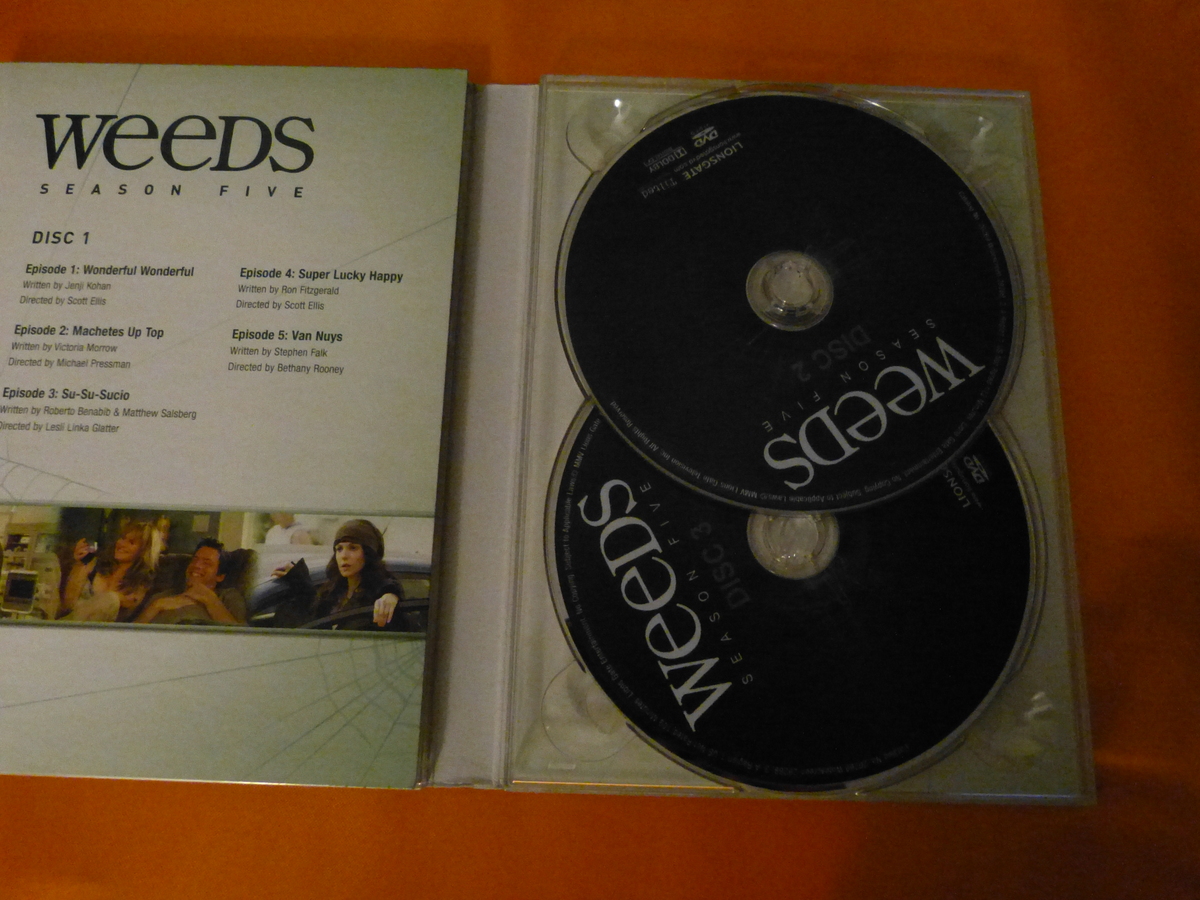 weeDS
SEASON FIVE
DISC 1
Episode 1: Wonderful Wonderful
Written by Jenji Kohan
Directed by Scott Ellis
Episode 2: Machetes Up Top
Written by Victoria Morrow
Directed by Michael Pressman
Episode 3: Su-Su-Sucio
Written by Roberto Benabib & Matthew Salsberg
Directed by Lesli Linka Glatter
Episode 4: Super Lucky Happy
Written by Ron Fitzgerald
Directed by Scott Ellis
Episode 5: Van Nuys
Written by Stephen Falk
Directed by Bethany Rooney
LIONSGATE Tilted
DVD
DOLBY
weeDS
SEASON FIVE
DISC 2
weeDS
SEASON FIVE
DISC 3
LIONS
DVD